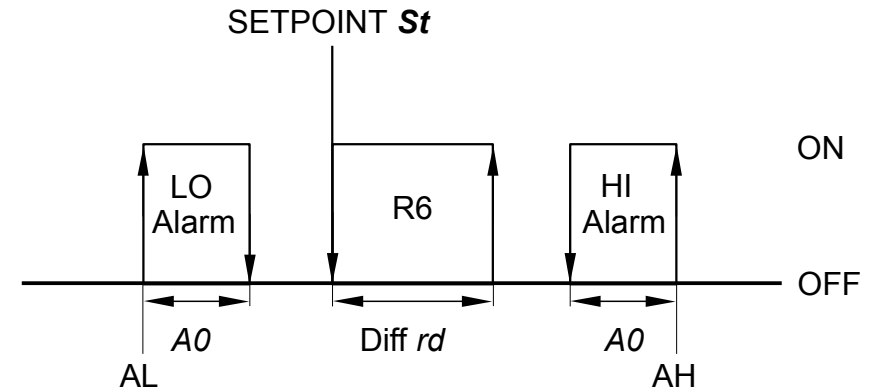 SETPOINT St
ON
LO
Alarm
R6
HI
Alarm
OFF
A0
Diff rd
A0
AL
AH